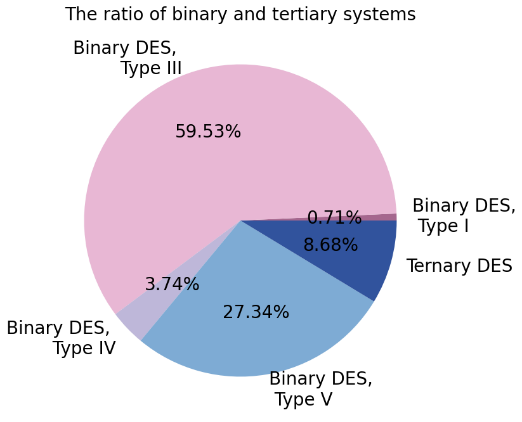 The ratio of binary and tertiary systems
Binary DES,
Type III
59.53%
0.71%
Binary DES,
Type I
8.68%
Ternary DES
3.74%
27.34%
Binary DES,
Type IV
Binary DES,
Type V